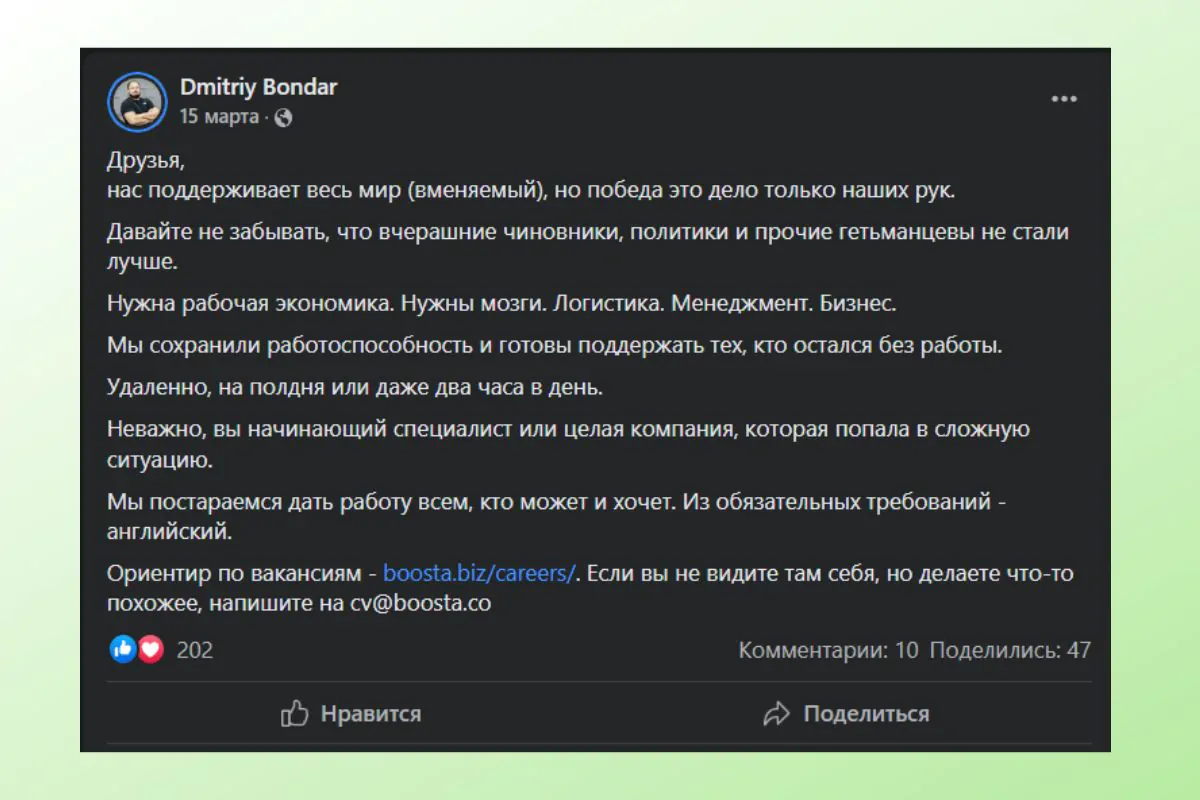 Dmitriy Bondar
15 марта ·
Друзья,
нас поддерживает весь мир (вменяемый), но победа это дело только наших рук.
Давайте не забывать, что вчерашние чиновники, политики и прочие гетьманцевы не стали
лучше.
Нужна рабочая экономика. Нужны мозги. Логистика. Менеджмент. Бизнес.
Мы сохранили работоспособность и готовы поддержать тех, кто остался без работы.
Удаленно, на полдня или даже два часа в день.
Неважно, вы начинающий специалист или целая компания, которая попала в сложную
ситуацию.
Мы постараемся дать работу всем, кто может и хочет. Из обязательных требований -
английский.
Ориентир по вакансиям - boosta.biz/careers/. Если вы не видите там себя, но делаете что-то
похожее, напишите на cv@boosta.co
202 Комментарии: 10 Поделились: 47
Нравится Поделиться